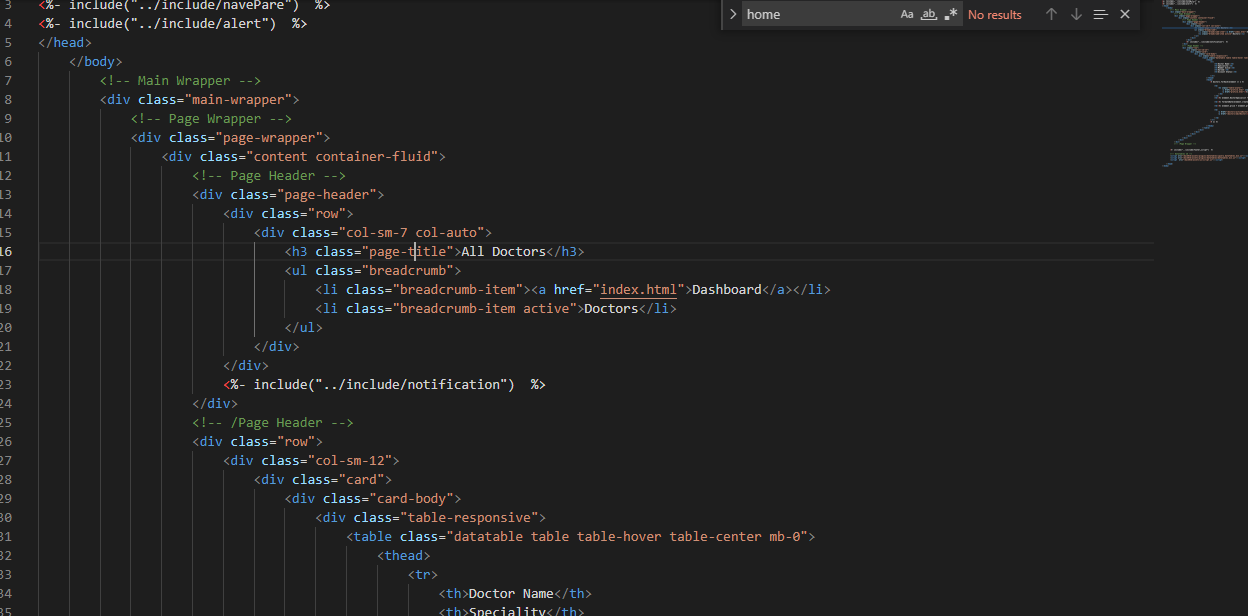 home Aa ab .* No results
3 <%- include("../include/navePare") %>
4 <%- include("../include/alert") %>
5 </head>
6 </body>
7 <!-- Main Wrapper -->
8 <div class="main-wrapper">
9 <!-- Page Wrapper -->
10 <div class="page-wrapper">
11 <div class="content container-fluid">
12 <!-- Page Header -->
13 <div class="page-header">
14 <div class="row">
15 <div class="col-sm-7 col-auto">
16 <h3 class="page-title">All Doctors</h3>
17 <ul class="breadcrumb">
18 <li class="breadcrumb-item"><a href="index.html">Dashboard</a></li>
19 <li class="breadcrumb-item active">Doctors</li>
20 </ul>
21 </div>
22 </div>
23 <%- include("../include/notification") %>
24 </div>
25 <!-- /Page Header -->
26 <div class="row">
27 <div class="col-sm-12">
28 <div class="card">
29 <div class="card-body">
30 <div class="table-responsive">
31 <table class="datatable table table-hover table-center mb-0">
32 <thead>
33 <tr>
34 <th>Doctor Name</th>
35 <th>Speciality</th>